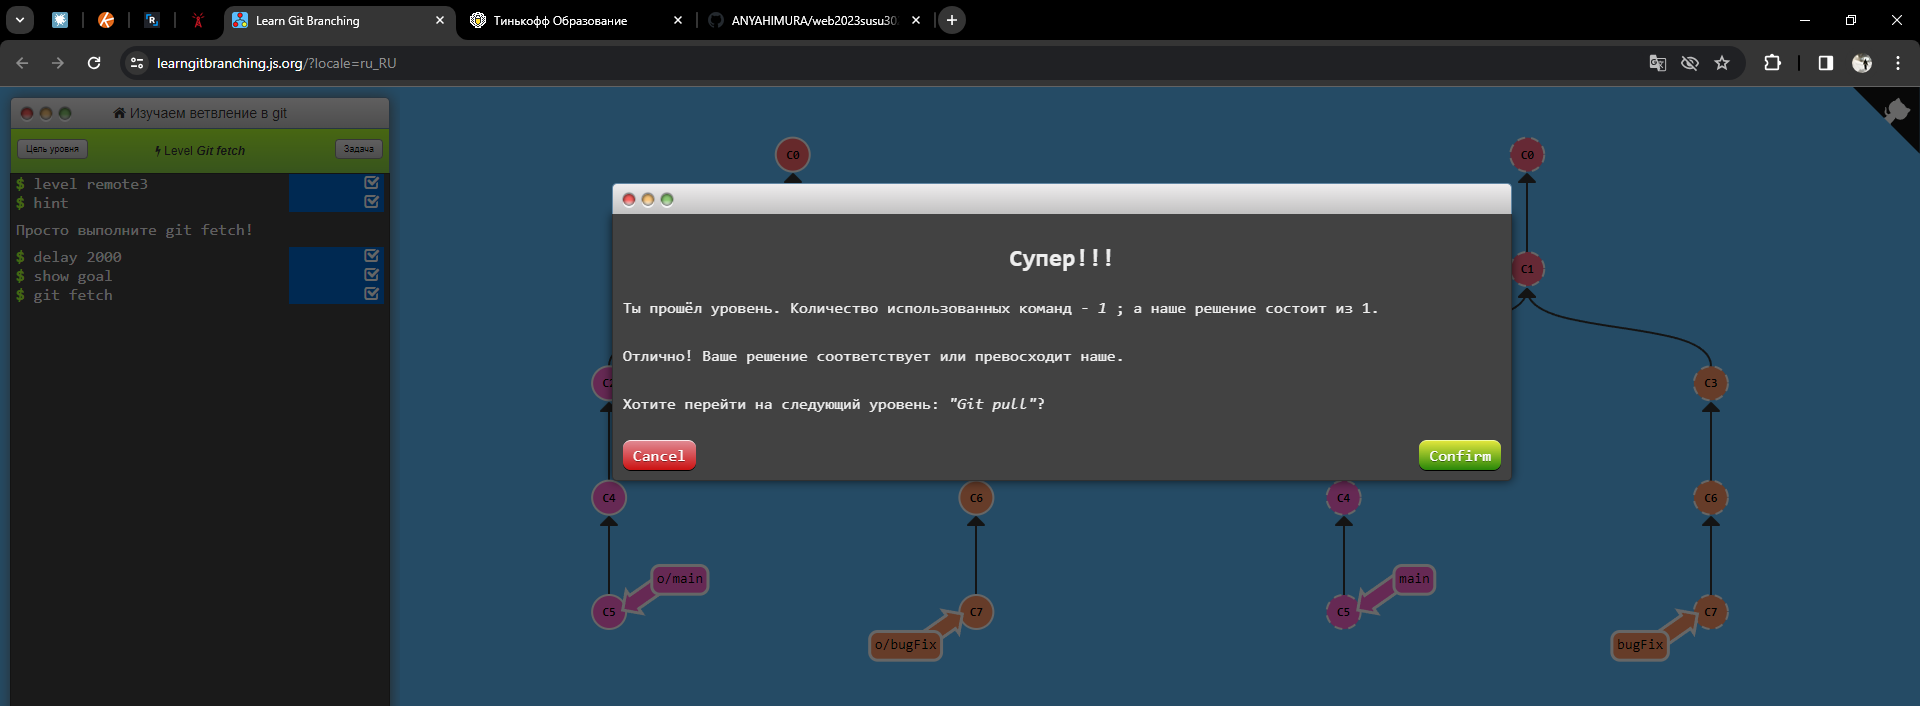 Learn Git Branching
Тинькофф Образование
ANYAHIMURA/web2023susu30
learngitbranching.js.org/?locale=ru_RU
Изучаем ветвление в git
Цель уровня
Level Git fetch
Задача
$ level remote3
$ hint
Просто выполните git fetch!
$ delay 2000
$ show goal
$ git fetch
C0
C0
Супер!!!
C1
Ты прошёл уровень. Количество использованных команд - 1 ; а наше решение состоит из 1.
Отлично! Ваше решение соответствует или превосходит наше.
C3
Хотите перейти на следующий уровень: "Git pull"?
Cancel
Confirm
C4
C6
C4
C6
o/main
main
C5
C7
C5
C7
o/bugFix
bugFix